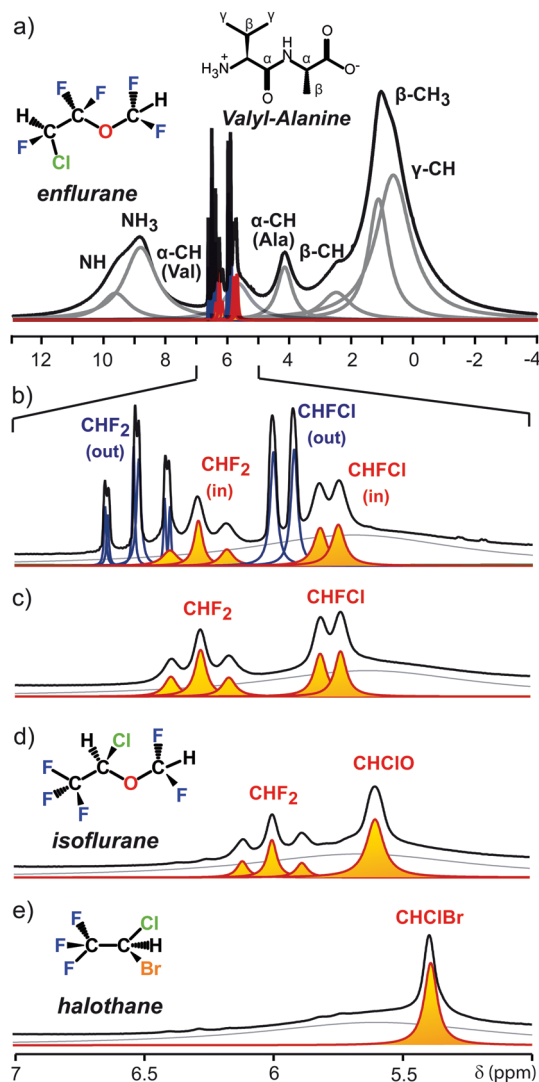 a)
γ γ
β
H₃N⁺ α H N α O
O O⁻
β
Valyl-Alanine
F F F F H
H C C C
F O F
Cl
enflurane
β-CH₃
γ-CH
NH₃
NH
α-CH (Val)
α-CH (Ala)
β-CH
12 10 8 6 4 2 0 -2 -4
b)
CHF₂ (out)
CHFCl (out)
CHF₂ (in)
CHFCl (in)
c)
CHF₂
CHFCl
d)
H Cl F
F C C H
F C O F
F
isoflurane
CHF₂
CHClO
e)
F Cl
F C C H
F Br
halothane
CHClBr
7 6.5 6 5.5 δ (ppm)